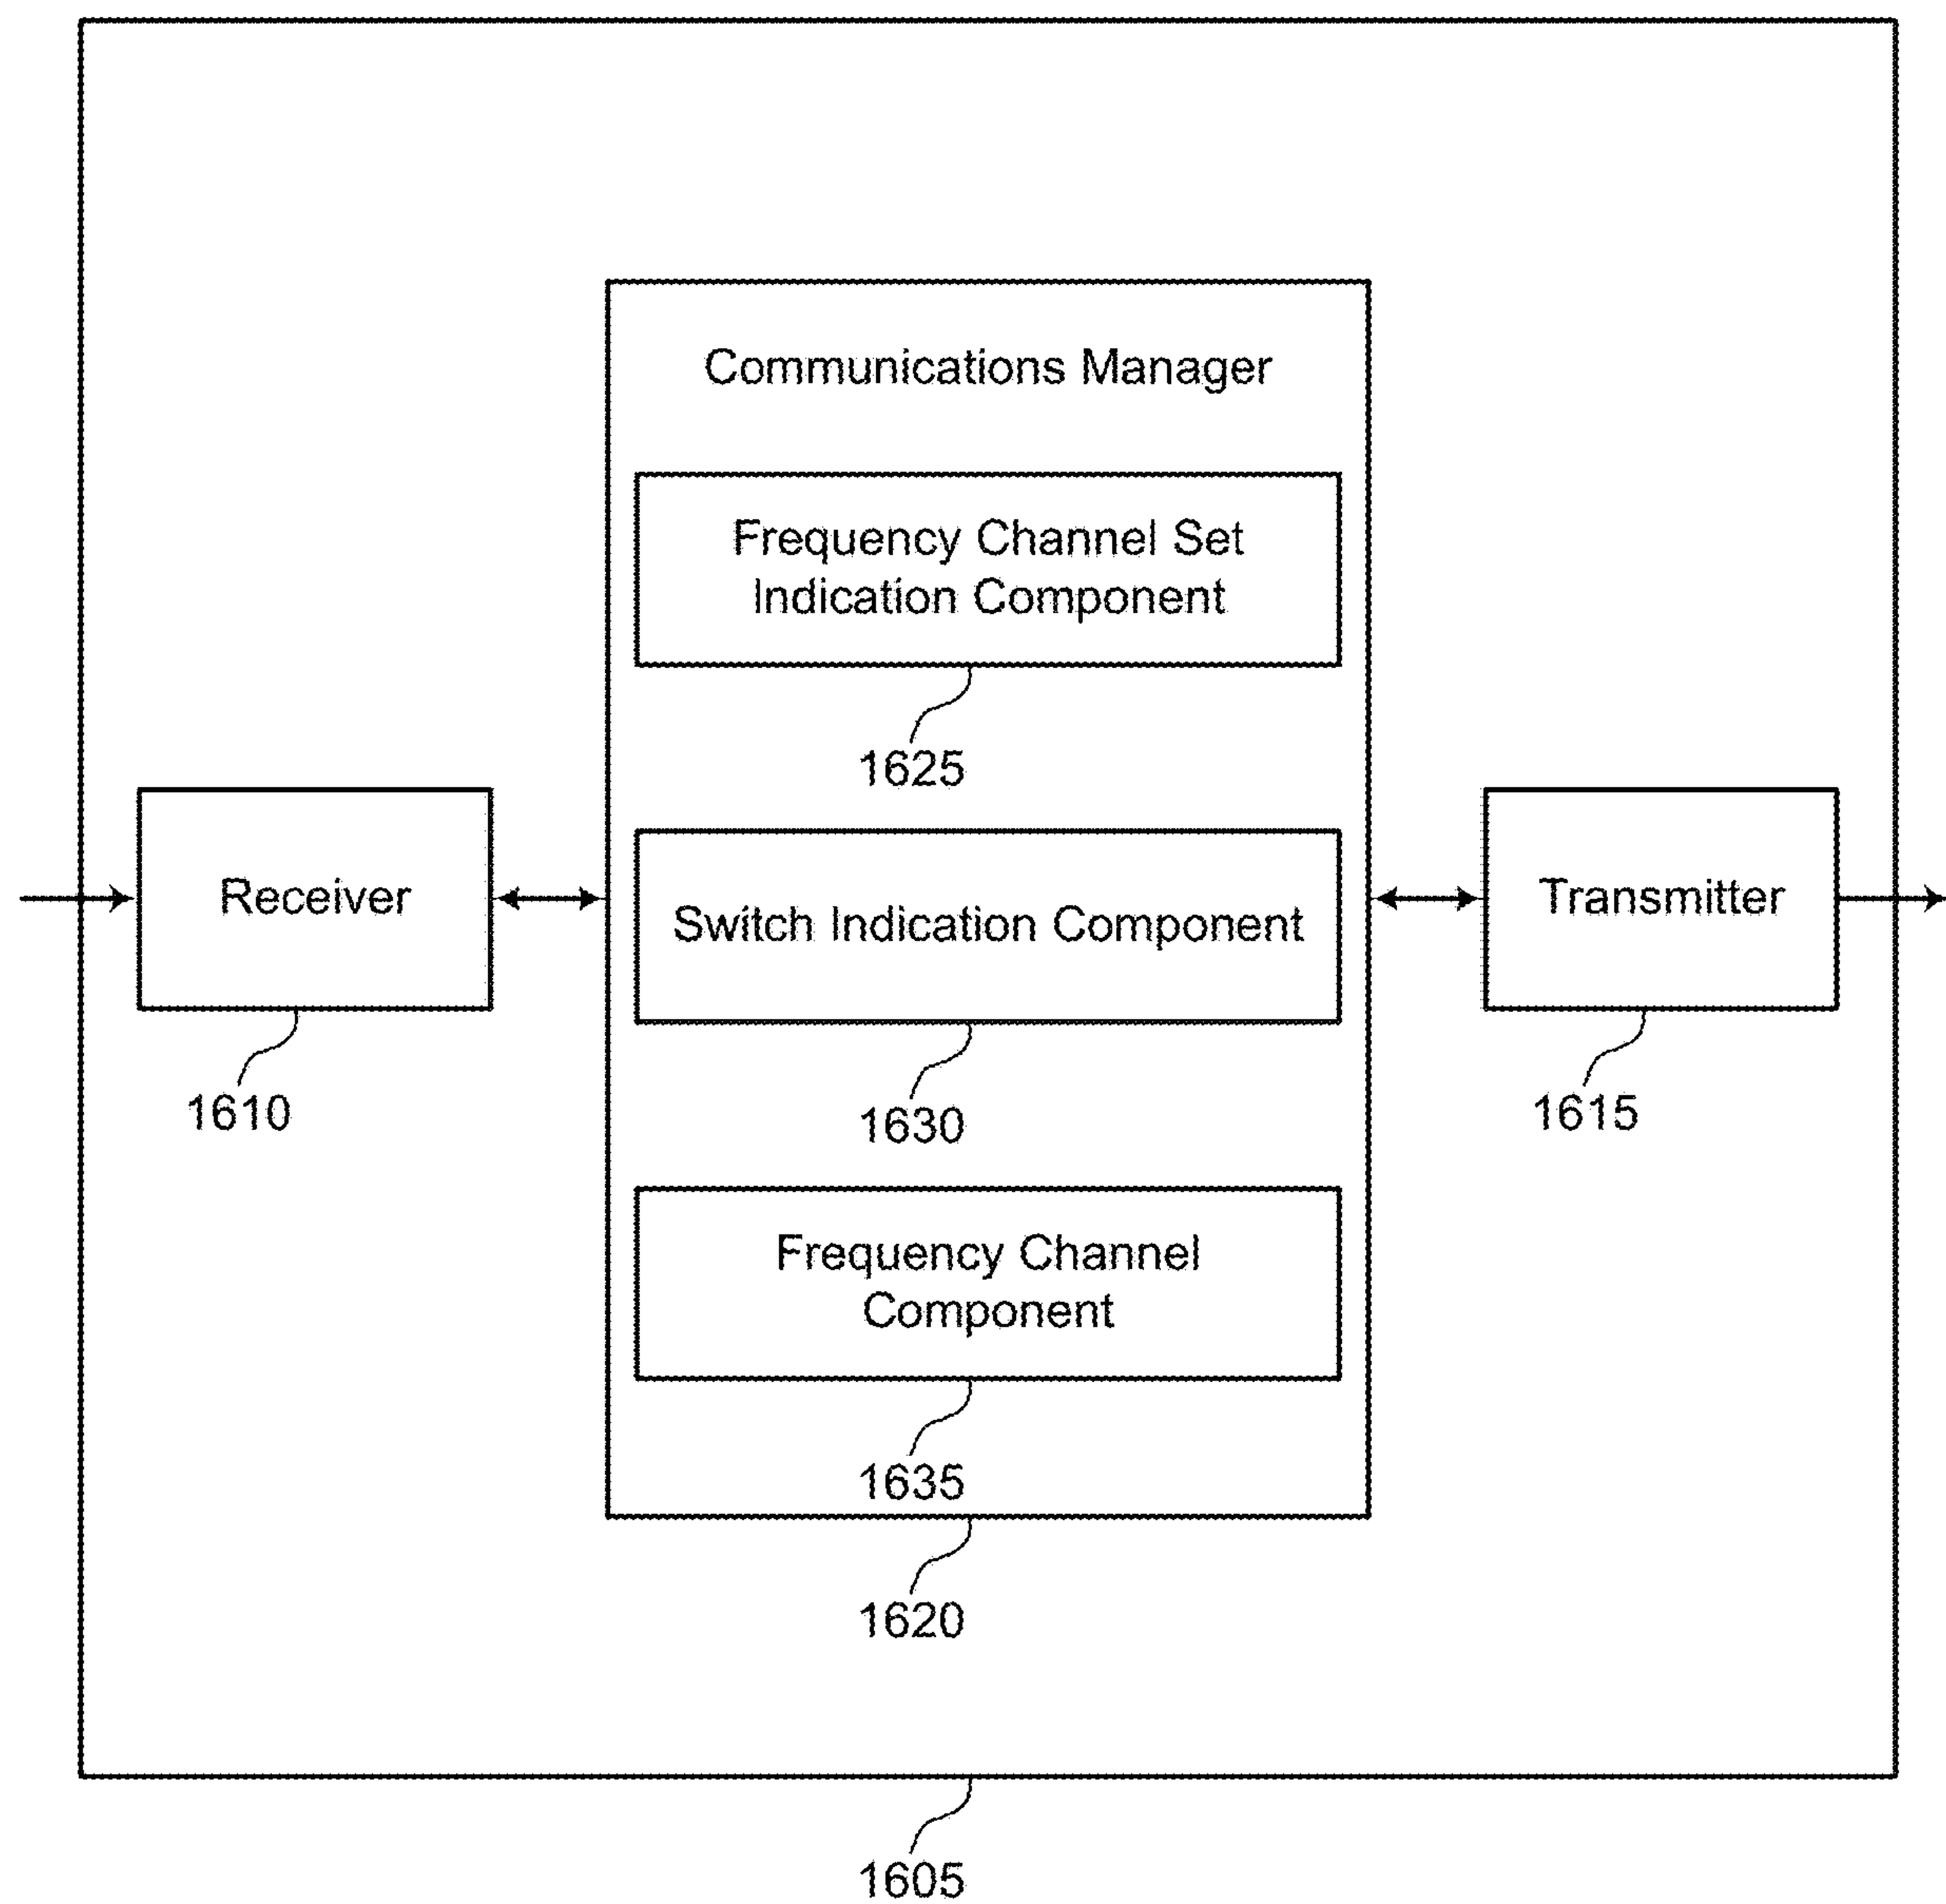 Communications Manager
Frequency Channel Set
Indication Component
1625
Receiver
1610
Switch Indication Component
1630
Transmitter
1615
Frequency Channel
Component
1635
1620
1605